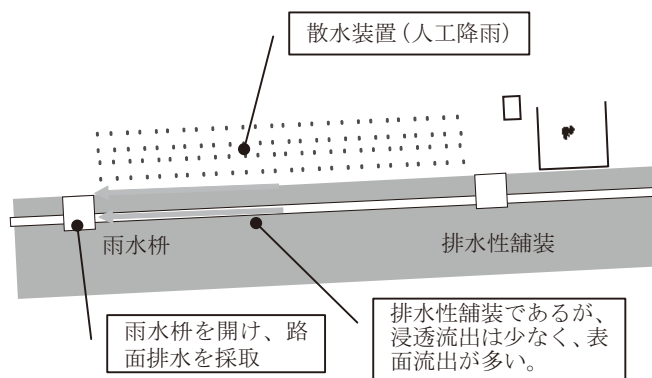 散水装置（人工降雨）
雨水枡
排水性舗装
雨水枡を開け、路
面排水を採取
排水性舗装であるが、
浸透流出は少なく、表
面流出が多い。